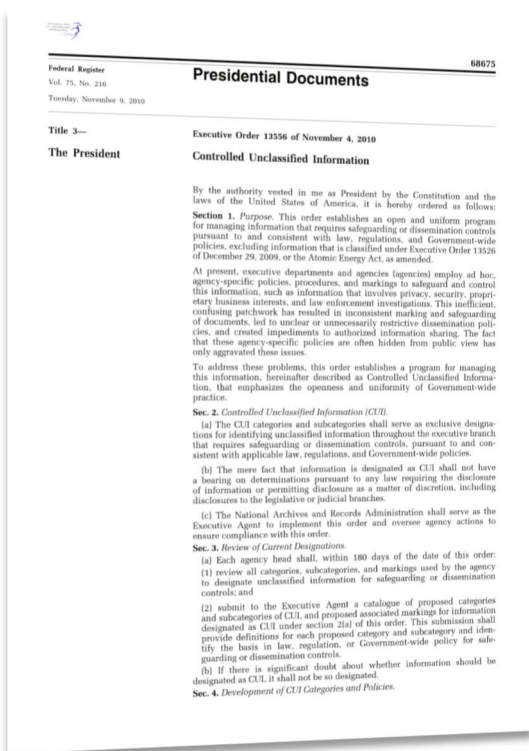 68675
Federal Register
Vol. 75, No. 216
Tuesday, November 9, 2010
Presidential Documents
Title 3—
The President
Executive Order 13556 of November 4, 2010
Controlled Unclassified Information
By the authority vested in me as President by the Constitution and the
laws of the United States of America, it is hereby ordered as follows:
Section 1. Purpose. This order establishes an open and uniform program
for managing information that requires safeguarding or dissemination controls
pursuant to and consistent with law, regulations, and Government-wide
policies, excluding information that is classified under Executive Order 13526
of December 29, 2009, or the Atomic Energy Act, as amended.
At present, executive departments and agencies (agencies) employ ad hoc,
agency-specific policies, procedures, and markings to safeguard and control
this information, such as information that involves privacy, security, propri-
etary business interests, and law enforcement investigations. This inefficient,
confusing patchwork has resulted in inconsistent marking and safeguarding
of documents, led to unclear or unnecessarily restrictive dissemination poli-
cies, and created impediments to authorized information sharing. The fact
that these agency-specific policies are often hidden from public view has
only aggravated these issues.
To address these problems, this order establishes a program for managing
this information, hereinafter described as Controlled Unclassified Informa-
tion, that emphasizes the openness and uniformity of Government-wide
practice.
Sec. 2. Controlled Unclassified Information (CUI).
(a) The CUI categories and subcategories shall serve as exclusive designa-
tions for identifying unclassified information throughout the executive branch
that requires safeguarding or dissemination controls, pursuant to and con-
sistent with applicable law, regulations, and Government-wide policies.
(b) The mere fact that information is designated as CUI shall not have
a bearing on determinations pursuant to any law requiring the disclosure
of information or permitting disclosure as a matter of discretion, including
disclosures to the legislative or judicial branches.
(c) The National Archives and Records Administration shall serve as the
Executive Agent to implement this order and oversee agency actions to
ensure compliance with this order.
Sec. 3. Review of Current Designations.
(a) Each agency head shall, within 180 days of the date of this order:
(1) review all categories, subcategories, and markings used by the agency
to designate unclassified information for safeguarding or dissemination
controls; and
(2) submit to the Executive Agent a catalogue of proposed categories
and subcategories of CUI, and proposed associated markings for information
designated as CUI under section 2(a) of this order. This submission shall
provide definitions for each proposed category and subcategory and iden-
tify the basis in law, regulation, or Government-wide policy for safe-
guarding or dissemination controls.
(b) If there is significant doubt about whether information should be
designated as CUI, it shall not be so designated.
Sec. 4. Development of CUI Categories and Policies.